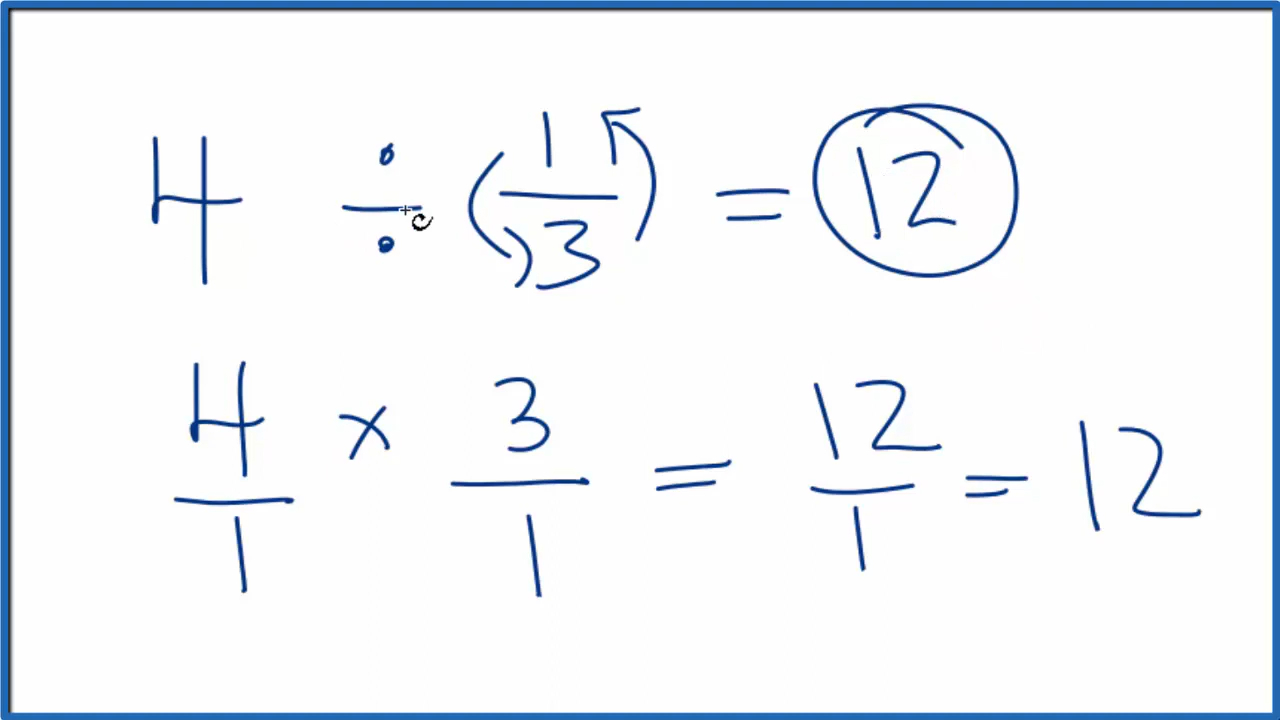 4 ÷ 1/3 = 12
4/1 x 3/1 = 12/1 = 12